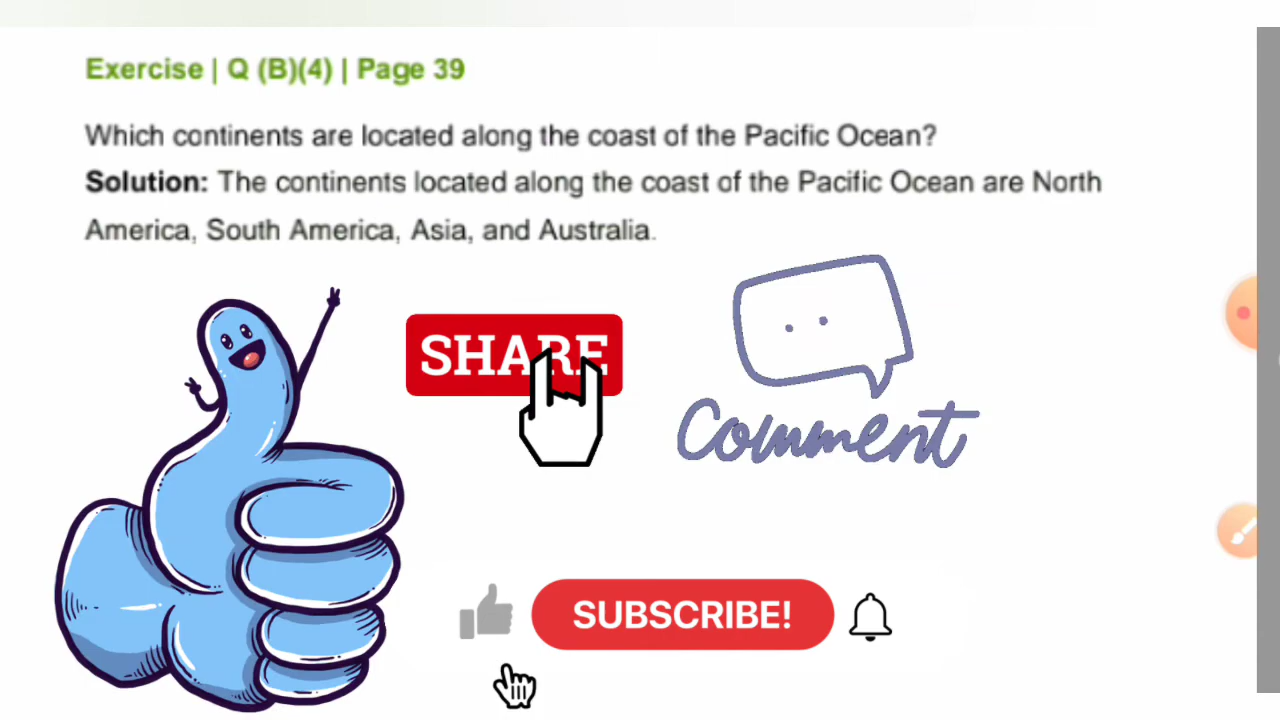 Exercise | Q (B)(4) | Page 39
Which continents are located along the coast of the Pacific Ocean?
Solution: The continents located along the coast of the Pacific Ocean are North
America, South America, Asia, and Australia.
SHARE
Comment
SUBSCRIBE!